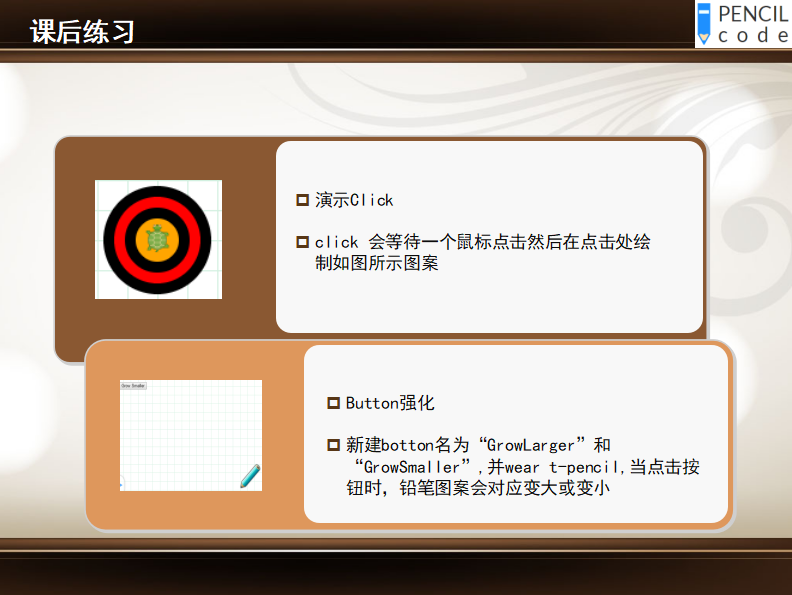 课后练习
PENCIL
code
演示Click
click 会等待一个鼠标点击然后在点击处绘
制如图所示图案
Grow Smaller
Button强化
新建botton名为“GrowLarger”和
“GrowSmaller”,并wear t-pencil,当点击按
钮时，铅笔图案会对应变大或变小